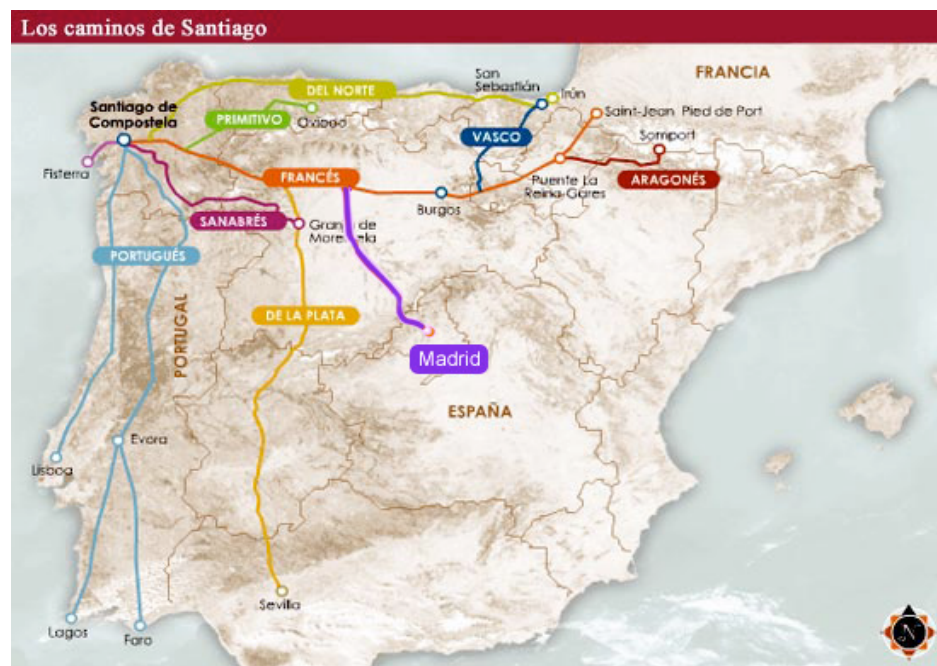 Los caminos de Santiago
FRANCIA
San
Sebastián
Irún
DEL NORTE
Santiago de
Compostela
PRIMITIVO
Oviedo
Saint-Jean Pied de Port
VASCO
Somport
Fisterra
FRANCÉS
Puente La
Reina-Gares
ARAGONÉS
Burgos
SANABRÉS
Granja de
Moreruela
PORTUGUÉS
DE LA PLATA
PORTUGAL
Madrid
ESPAÑA
Evora
Lisboa
Sevilla
Lagos
Faro
N